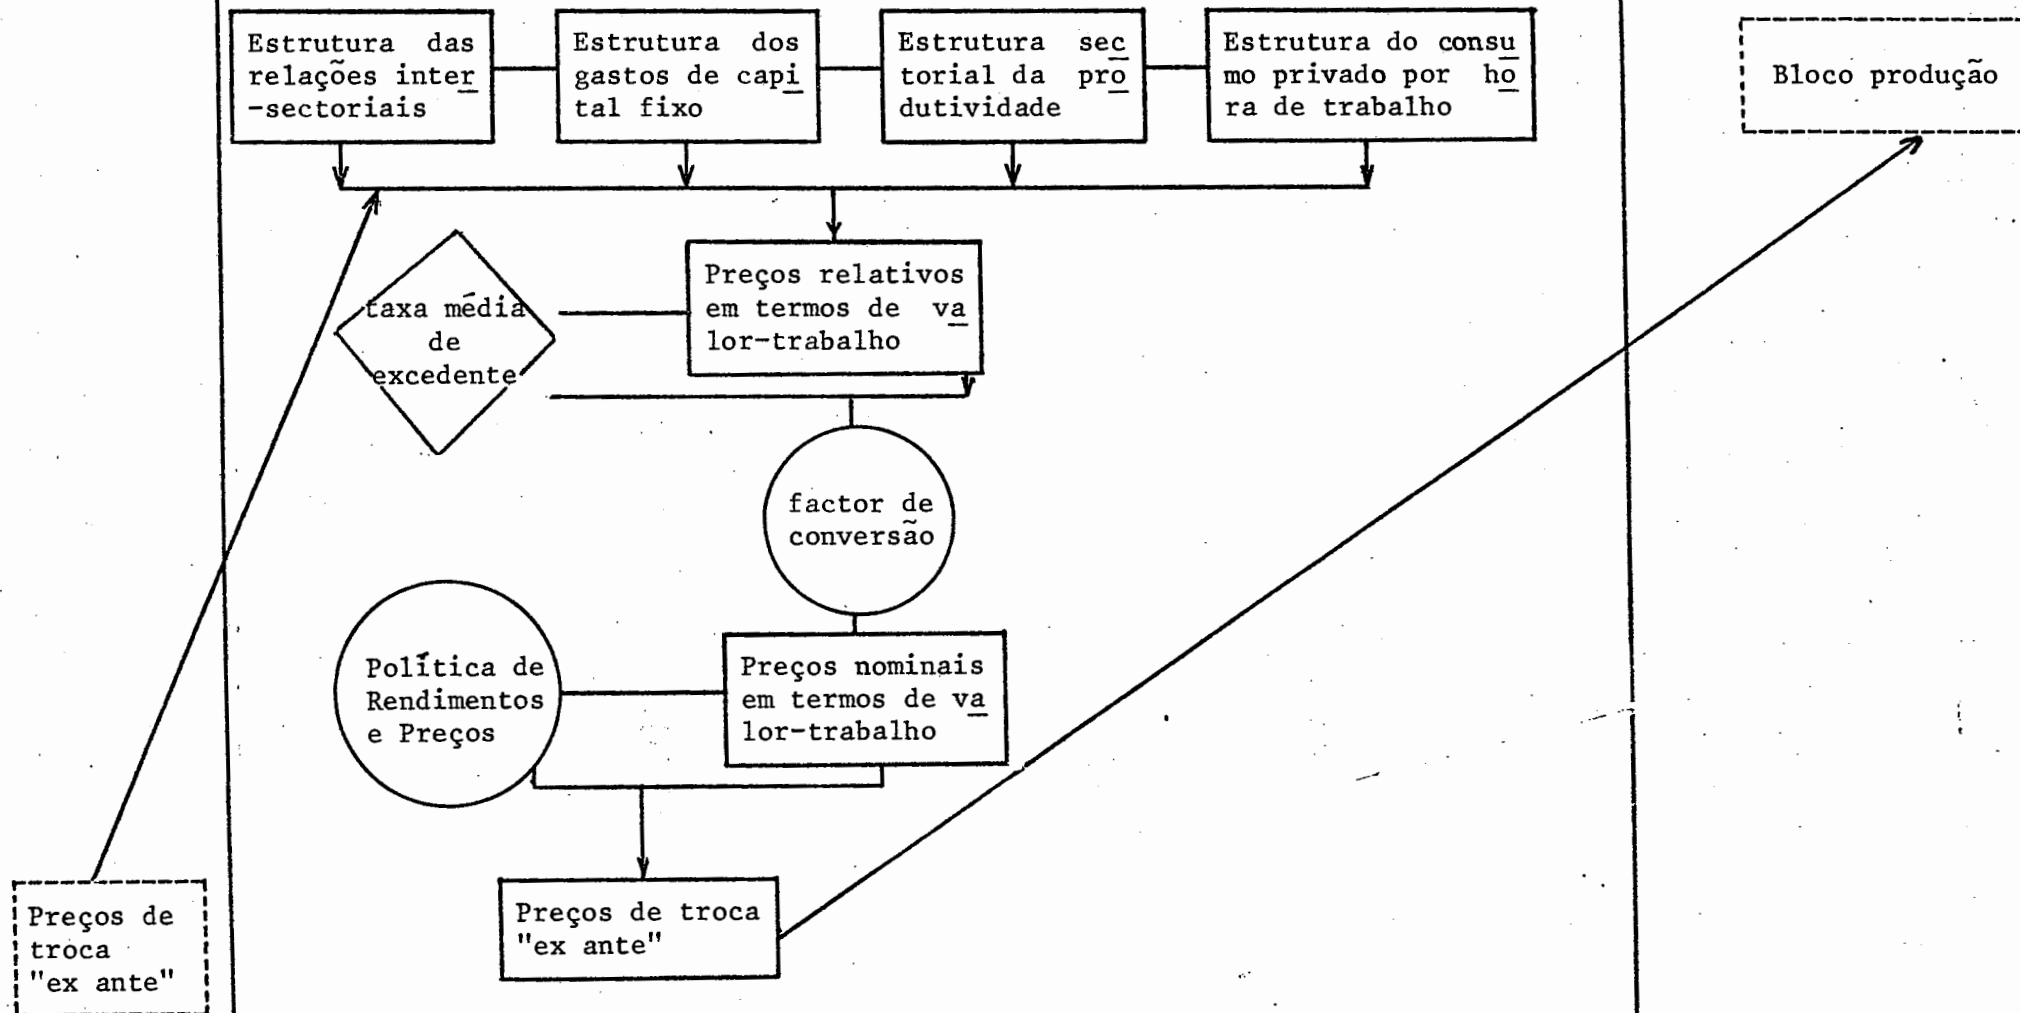 Estrutura das
relações inter
-sectoriais
Estrutura dos
gastos de capi
tal fixo
Estrutura sec
torial da pro
dutividade
Estrutura do consu
mo privado por ho
ra de trabalho
Bloco produção
taxa média
de
excedente
Preços relativos
em termos de va
lor-trabalho
factor de
conversão
Política de
Rendimentos
e Preços
Preços nominais
em termos de va
lor-trabalho
Preços de
troca
"ex ante"
Preços de troca
"ex ante"